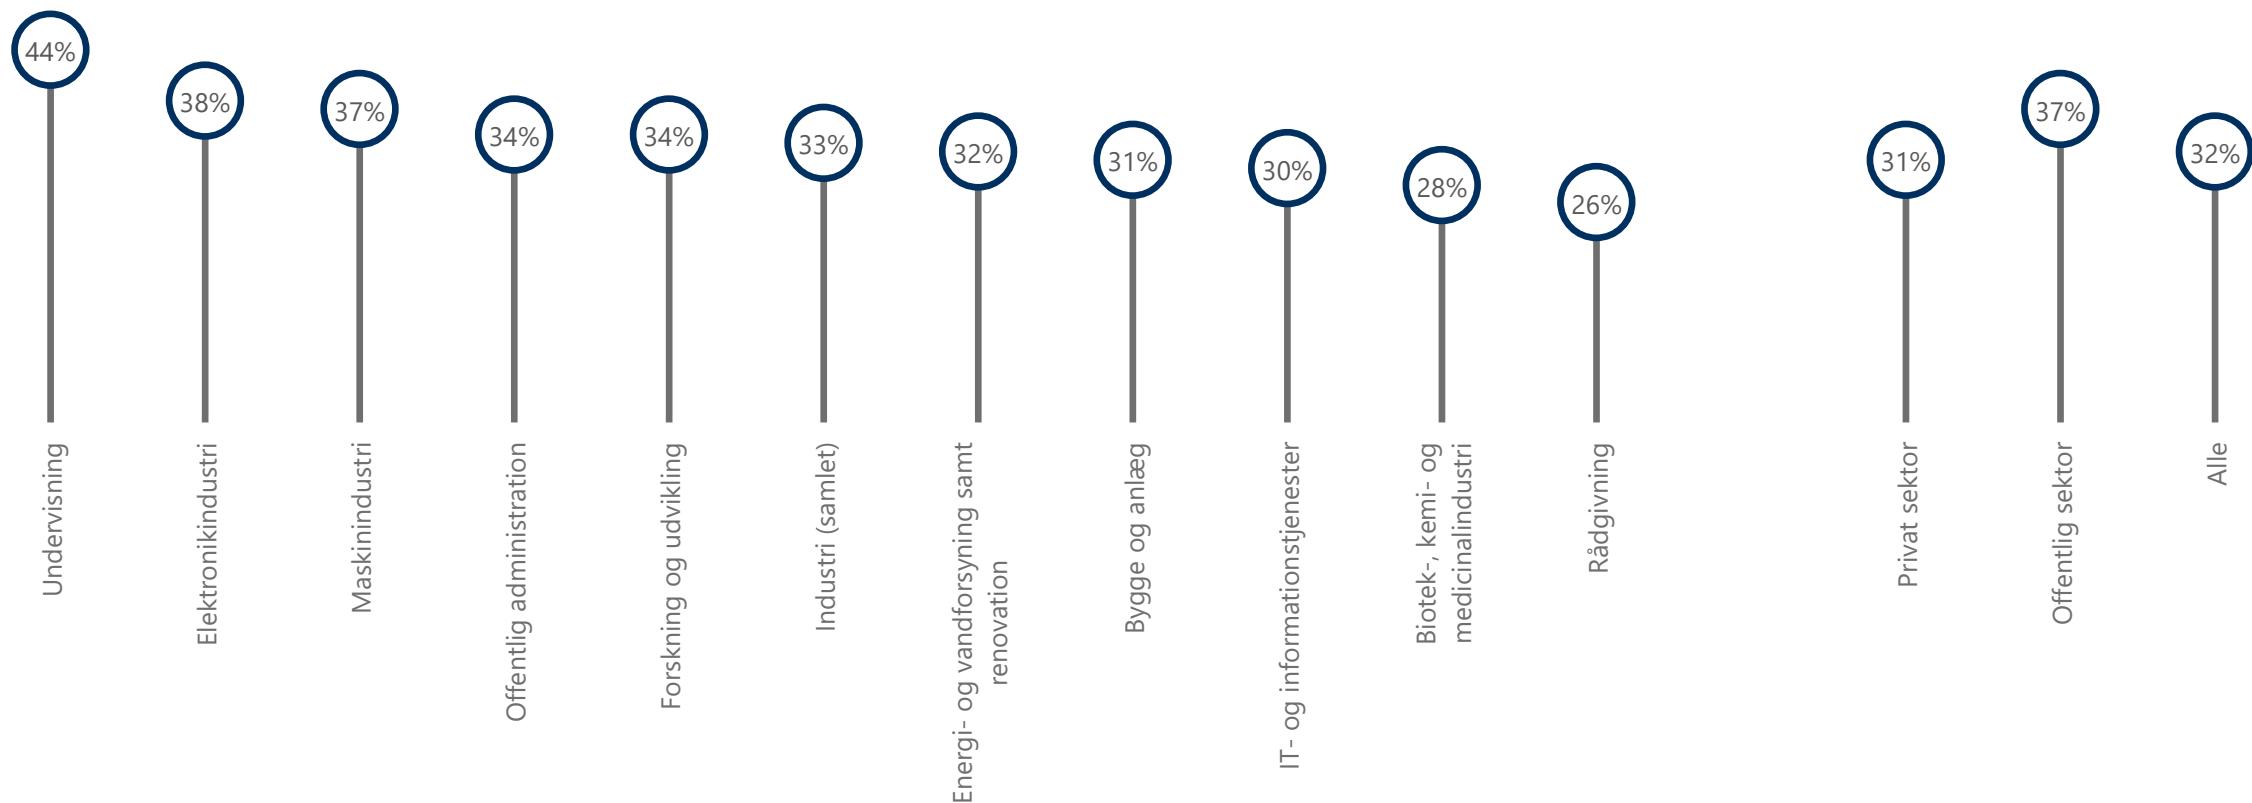 44%
38%
37%
34%
34%
33%
32%
31%
30%
28%
26%
31%
37%
32%
Undervisning
Elektronikindustri
Maskinindustri
Offentlig administration
Forskning og udvikling
Industri (samlet)
Energi- og vandforsyning samt
renovation
Bygge og anlæg
IT- og informationstjenester
Biotek-, kemi- og
medicinalindustri
Rådgivning
Privat sektor
Offentlig sektor
Alle